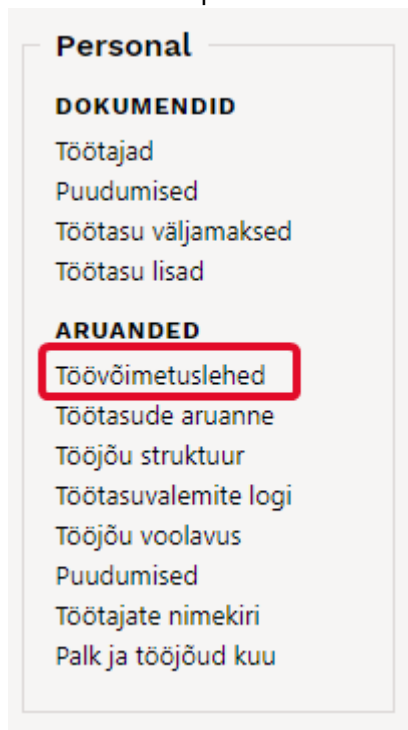 Personal
DOKUMENDID
Töötajad
Puudumised
Töötasu väljamaksed
Töötasu lisad
ARUANDED
Töövõimetuslehed
Töötasude aruanne
Tööjõu struktuur
Töötasuvalemite logi
Tööjõu voolavus
Puudumised
Töötajate nimekiri
Palk ja tööjõud kuu